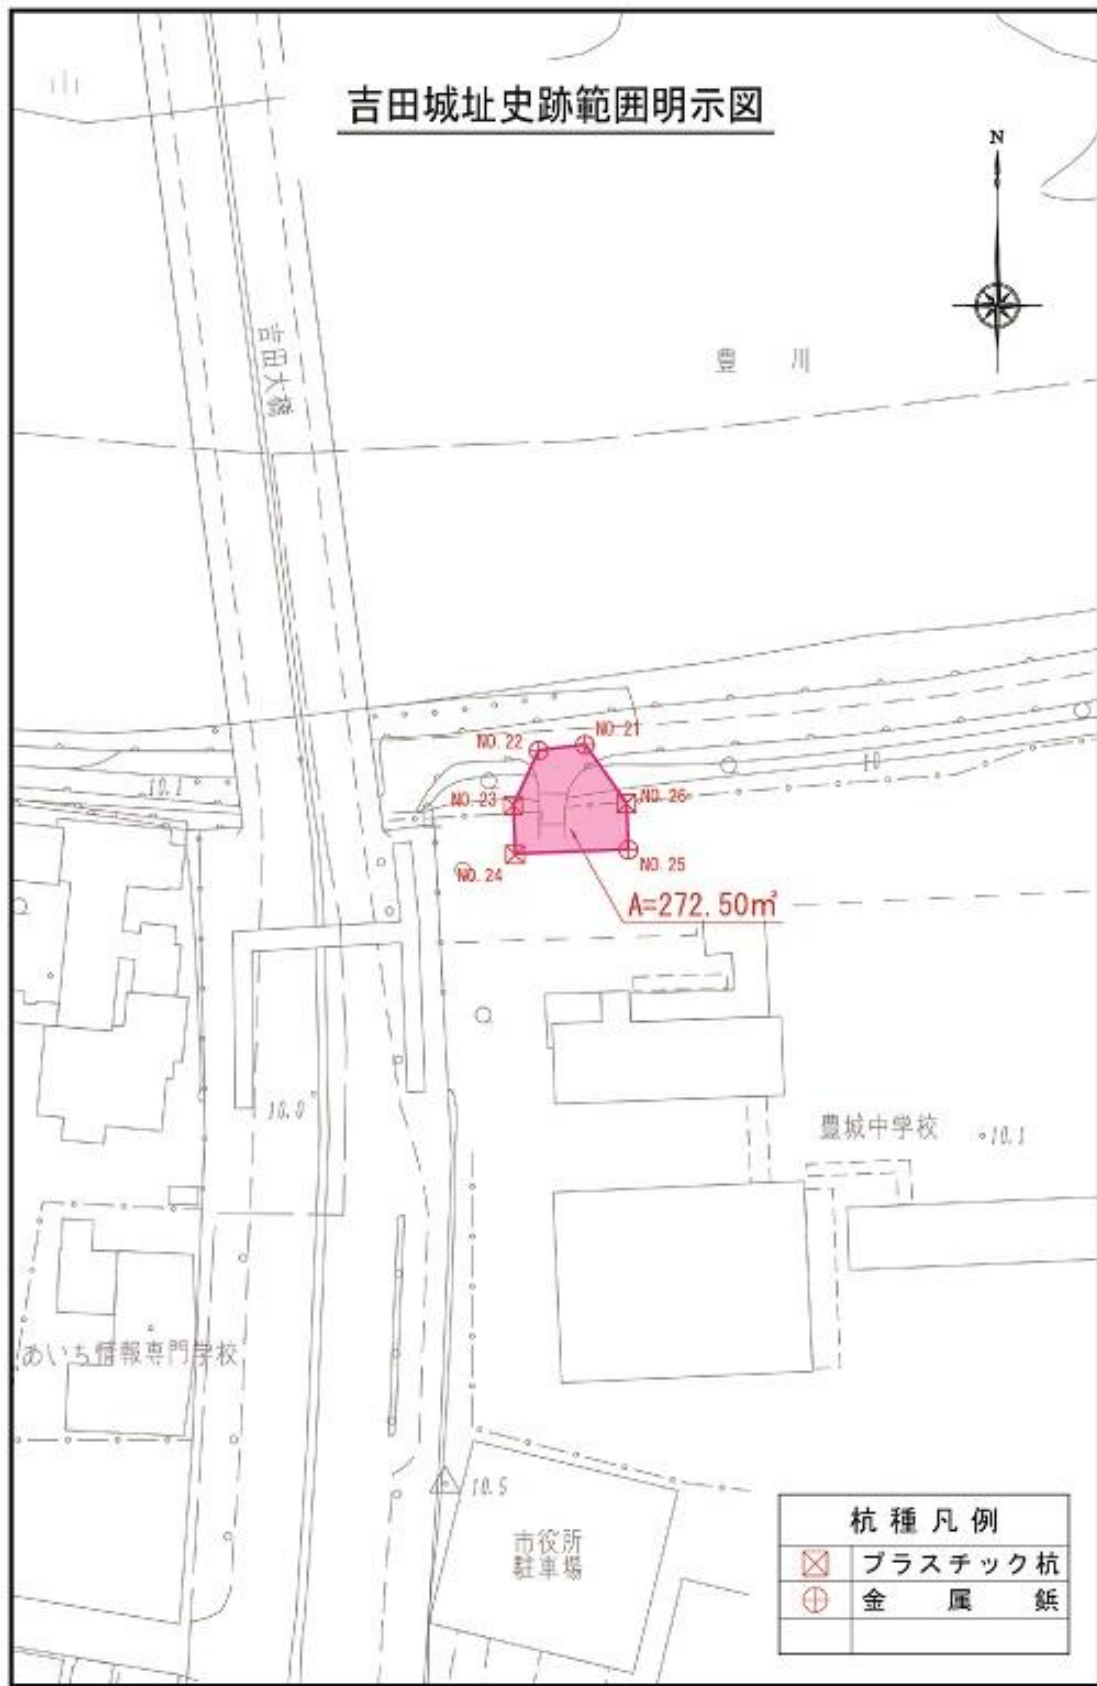 吉田城址史跡範囲明示図
N
吉田大橋
豊川
NO. 21
NO. 22
10
10.1
NO. 23
NO. 26
NO. 24
NO. 25
A=272.50㎡
10.0
豊城中学校
10.1
あいち情報専門学校
10.5
市役所
駐車場
杭種凡例
プラスチック杭
金属鋲